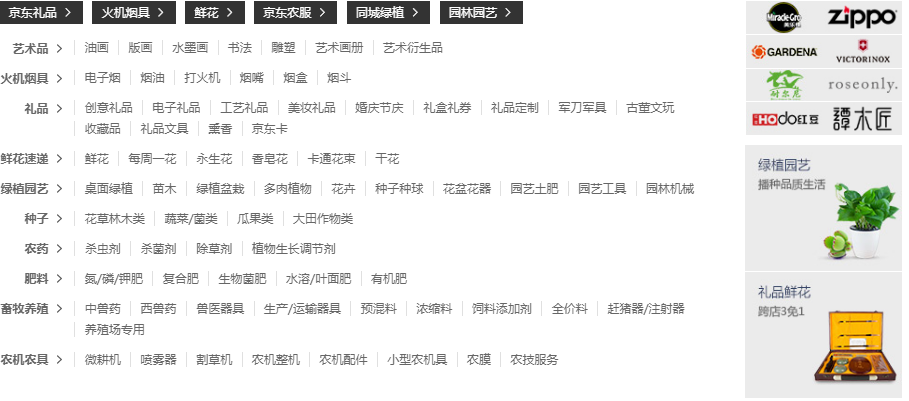 京东礼品 > 火机烟具 > 鲜花 > 京东农服 > 同城绿植 > 园林园艺 >
艺术品 > 油画 版画 水墨画 书法 雕塑 艺术画册 艺术衍生品
火机烟具 > 电子烟 烟油 打火机 烟嘴 烟盒 烟斗
礼品 > 创意礼品 电子礼品 工艺礼品 美妆礼品 婚庆节庆 礼盒礼券 礼品定制 军刀军具 古董文玩
收藏品 礼品文具 熏香 京东卡
鲜花速递 > 鲜花 每周一花 永生花 香皂花 卡通花束 干花
绿植园艺 > 桌面绿植 苗木 绿植盆栽 多肉植物 花卉 种子种球 花盆花器 园艺土肥 园艺工具 园林机械
种子 > 花草林木类 蔬菜/菌类 瓜果类 大田作物类
农药 > 杀虫剂 杀菌剂 除草剂 植物生长调节剂
肥料 > 氮/磷/钾肥 复合肥 生物菌肥 水溶/叶面肥 有机肥
畜牧养殖 > 中兽药 西兽药 兽医器具 生产/运输器具 预混料 浓缩料 饲料添加剂 全价料 赶猪器/注射器
养殖场专用
农机农具 > 微耕机 喷雾器 割草机 农机整机 农机配件 小型农机具 农膜 农技服务
Miracle-Gro 美乐棵 zippo
GARDENA VICTORINOX
耐尔尼 roseonly.
HOdo红豆 譚木匠
绿植园艺
播种品质生活
礼品鲜花
跨店3免1